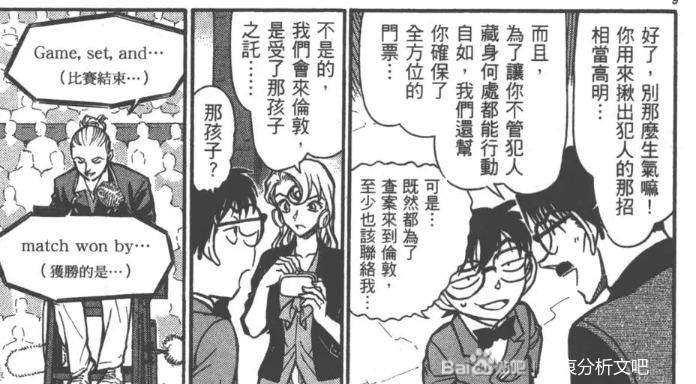 好了，別那麼生氣嘛！
你用來揪出犯人的那招
相當高明…
而且，
為了讓你不管犯人
藏身何處都能行動
自如，我們還幫
你確保了
全方位的
門票…
可是…
既然都為了
查案來到倫敦，
至少也該聯絡我…
不是的，
我們會來倫敦，
是受了那孩子
之託……
那孩子？
Game, set, and…
（比賽結束…）
match won by…
（獲勝的是…）
Bai 贴吧
哀分析文吧